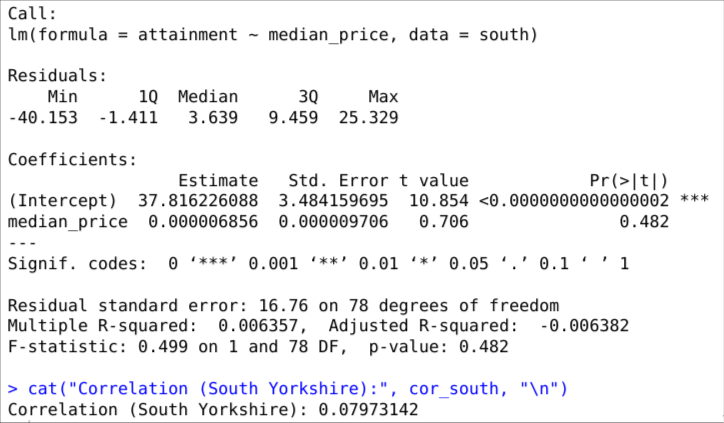 Call:
lm(formula = attainment ~ median_price, data = south)
Residuals:
    Min      1Q  Median      3Q     Max
-40.153  -1.411   3.639   9.459  25.329
Coefficients:
                Estimate   Std. Error t value            Pr(>|t|)
(Intercept)  37.816226088  3.484159695  10.854 <0.0000000000000002 ***
median_price  0.000006856  0.000009706   0.706               0.482
---
Signif. codes:  0 ‘***’ 0.001 ‘**’ 0.01 ‘*’ 0.05 ‘.’ 0.1 ‘ ’ 1
Residual standard error: 16.76 on 78 degrees of freedom
Multiple R-squared:  0.006357,	Adjusted R-squared:  -0.006382
F-statistic: 0.499 on 1 and 78 DF,  p-value: 0.482
> cat("Correlation (South Yorkshire):", cor_south, "\n")
Correlation (South Yorkshire): 0.07973142